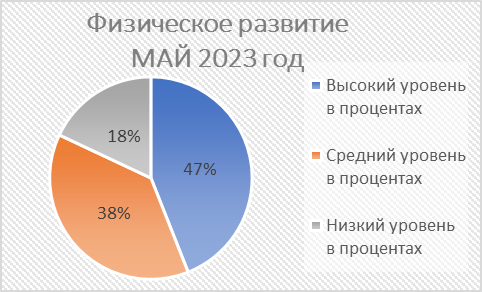 Физическое развитие
МАЙ 2023 год
18%
47%
38%
Высокий уровень
в процентах
Средний уровень
в процентах
Низкий уровень
в процентах